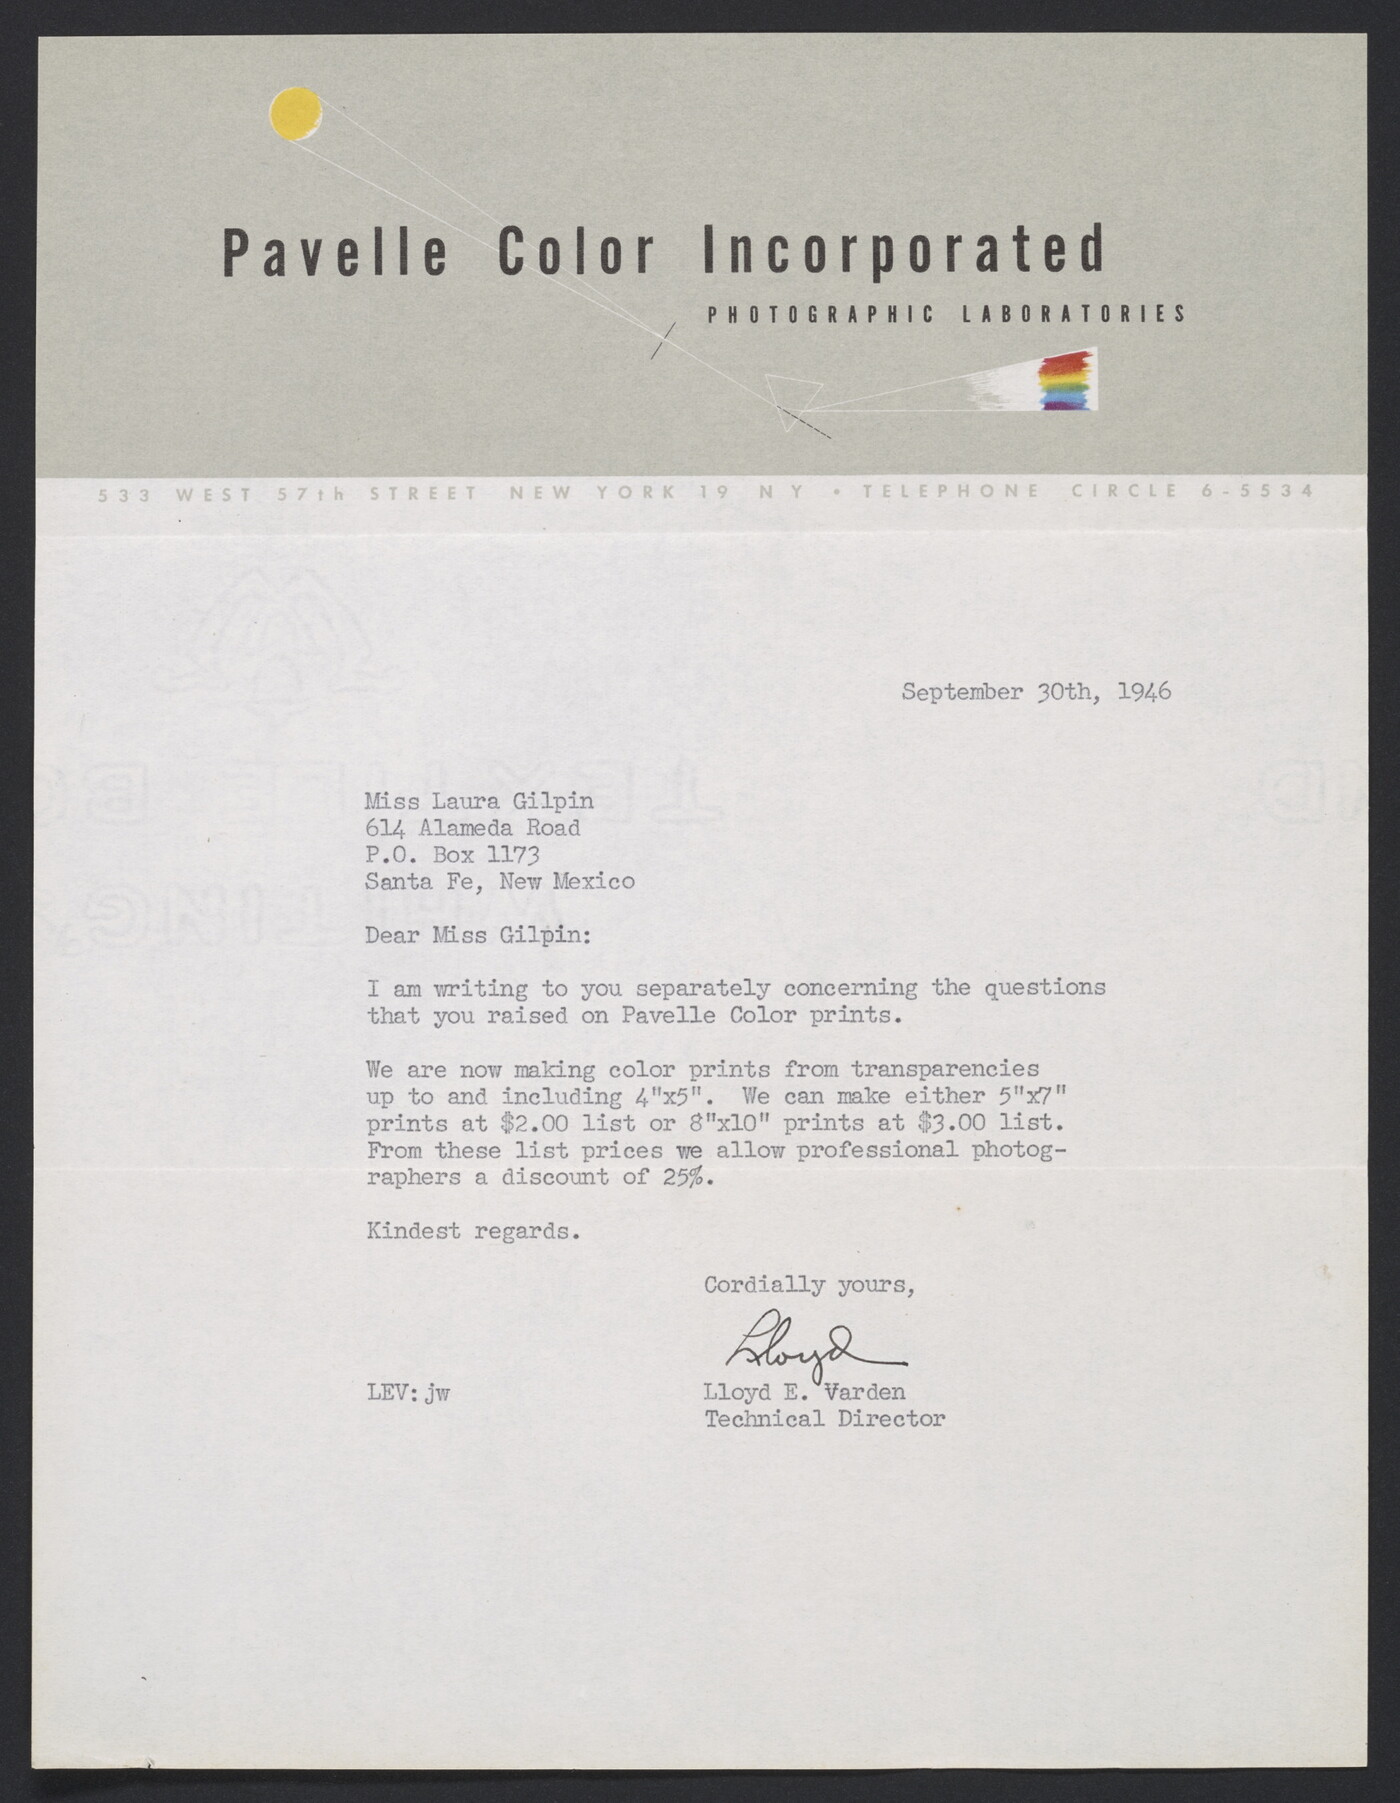 Pavelle Color Incorporated
PHOTOGRAPHIC LABORATORIES
533 WEST 57th STREET NEW YORK 19 N Y • TELEPHONE CIRCLE 6-5534
September 30th, 1946
Miss Laura Gilpin
614 Alameda Road
P.O. Box 1173
Santa Fe, New Mexico
Dear Miss Gilpin:
I am writing to you separately concerning the questions
that you raised on Pavelle Color prints.
We are now making color prints from transparencies
up to and including 4"x5". We can make either 5"x7"
prints at $2.00 list or 8"x10" prints at $3.00 list.
From these list prices we allow professional photog-
raphers a discount of 25%.
Kindest regards.
Cordially yours,
Lloyd
LEV:jw Lloyd E. Varden
Technical Director